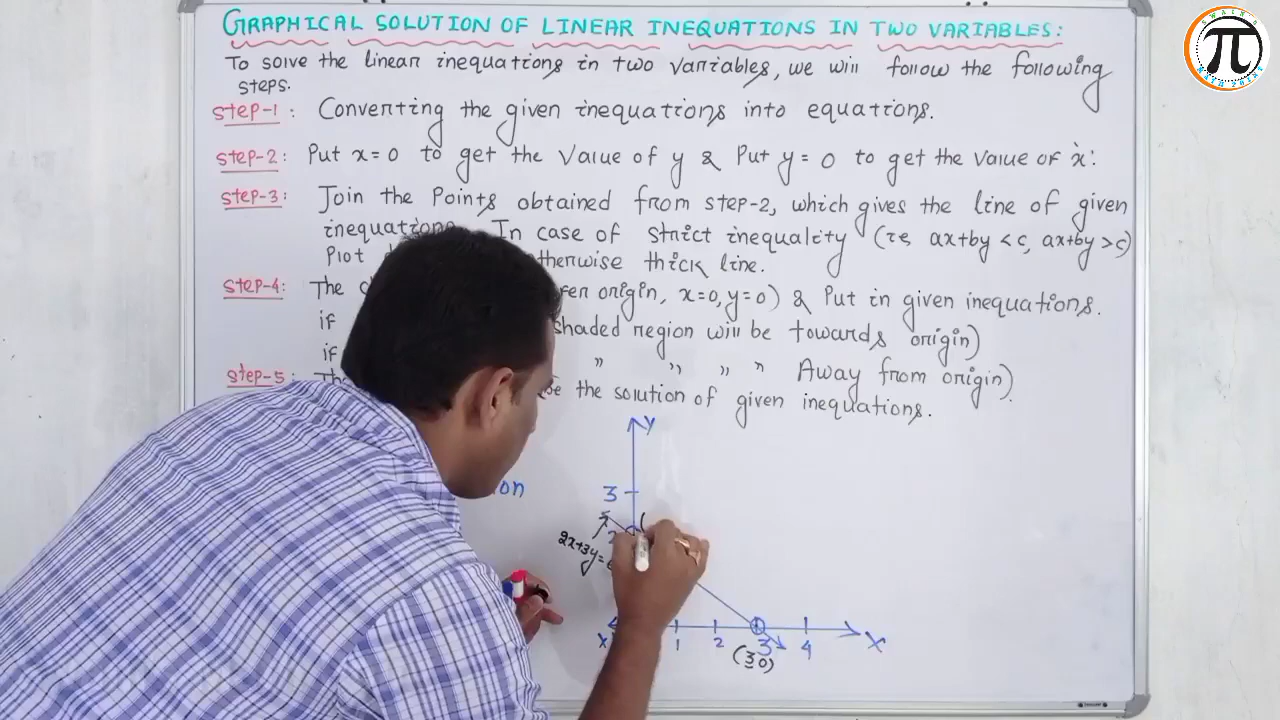 GRAPHICAL SOLUTION OF LINEAR INEQUATIONS IN TWO VARIABLES:
To solve the linear inequations in two variables, we will follow the following
steps.
Step-1: Converting the given inequations into equations.
Step-2: Put x=0 to get the value of y & Put y=0 to get the value of 'x':
Step-3: Join the Points obtained from step-2, which gives the line of given
inequations. In case of strict inequality (ie, ax+by<c, ax+by>c)
Plot otherwise thick line.
Step-4: The origin, x=0, y=0) & Put in given inequations.
if shaded region will be towards origin)
if " " " " Away from origin)
Step-5: the solution of given inequations.
Y
3
2
2x+3y=
X
1 2 3 4
X
(3 0)
π